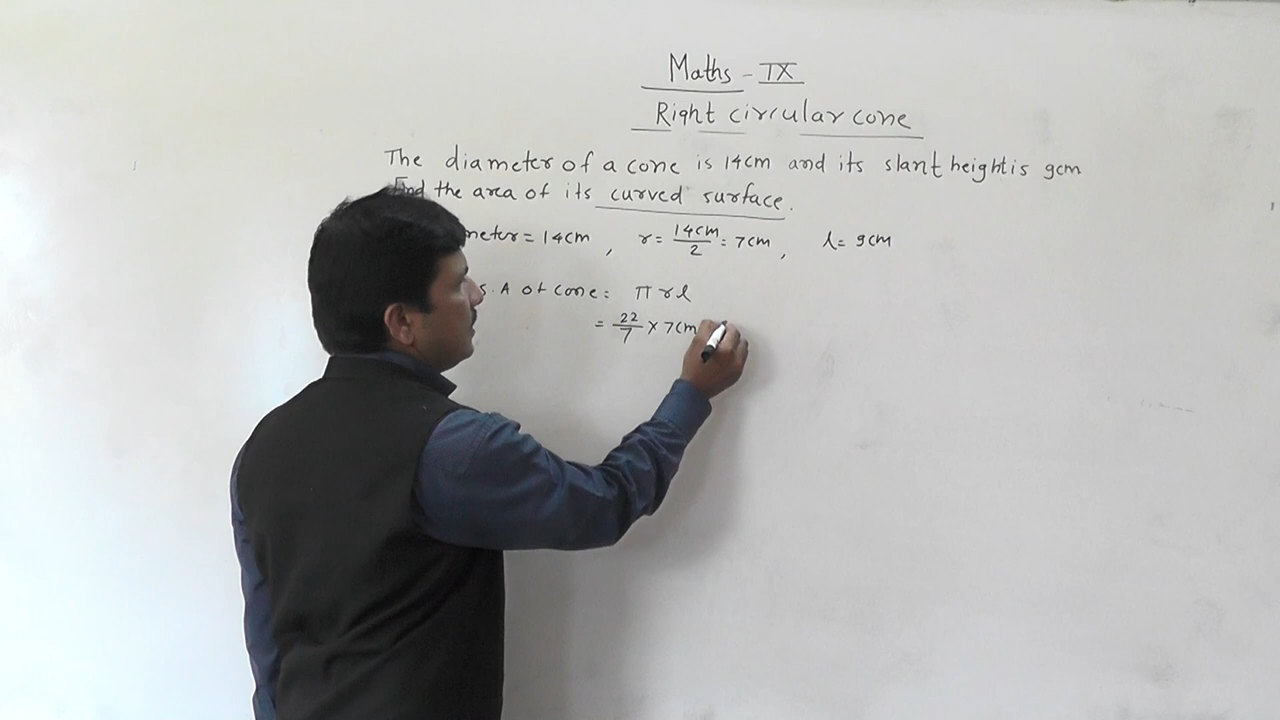 Maths - IX
Right circular cone
The diameter of a cone is 14cm and its slant height is 9cm
the area of its curved surface.
meter = 14cm , r = 14cm/2 = 7cm , l = 9cm
S.A of cone = π r l
= 22/7 × 7cm